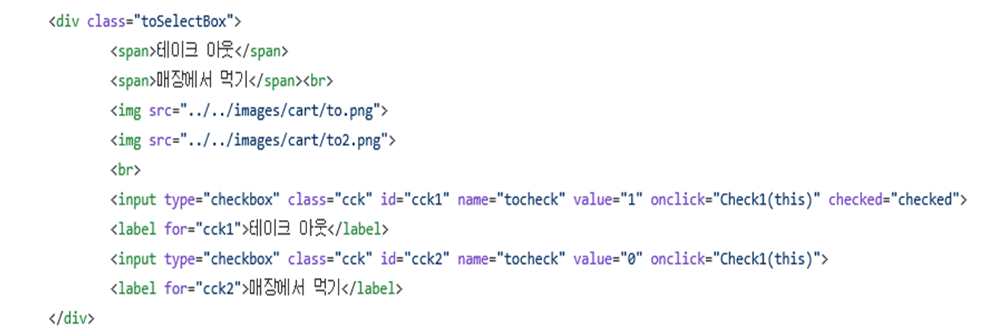 <div class="toSelectBox">
<span>테이크 아웃</span>
<span>매장에서 먹기</span><br>
<img src="../../images/cart/to.png">
<img src="../../images/cart/to2.png">
<br>
<input type="checkbox" class="cck" id="cck1" name="tocheck" value="1" onclick="Check1(this)" checked="checked">
<label for="cck1">테이크 아웃</label>
<input type="checkbox" class="cck" id="cck2" name="tocheck" value="0" onclick="Check1(this)">
<label for="cck2">매장에서 먹기</label>
</div>